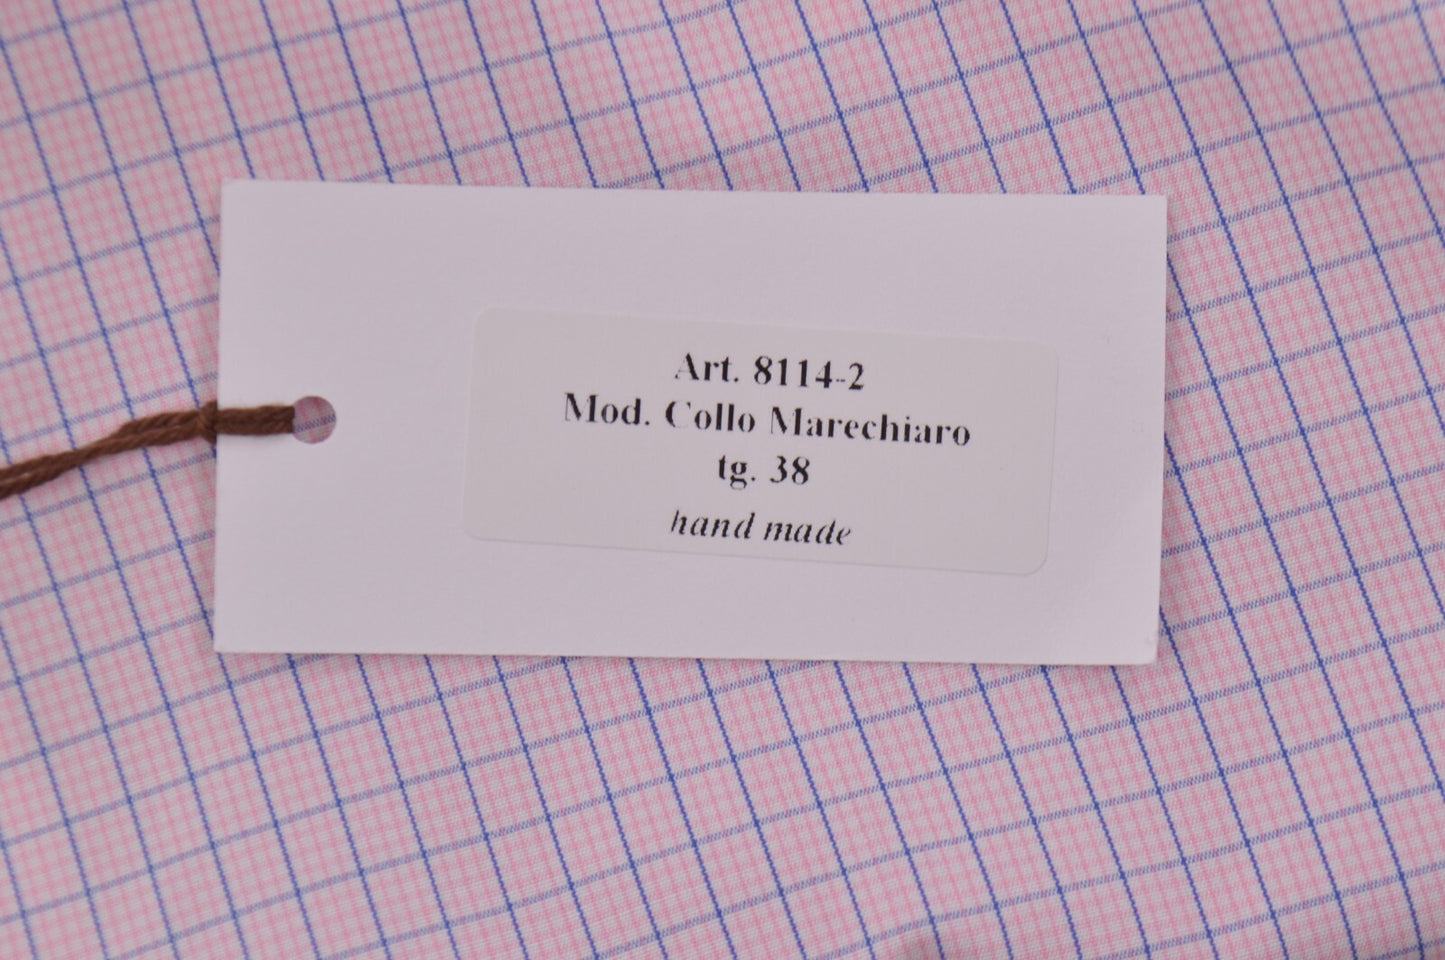 Art. 8114-2
Mod. Collo Marechiaro
tg. 38
hand made